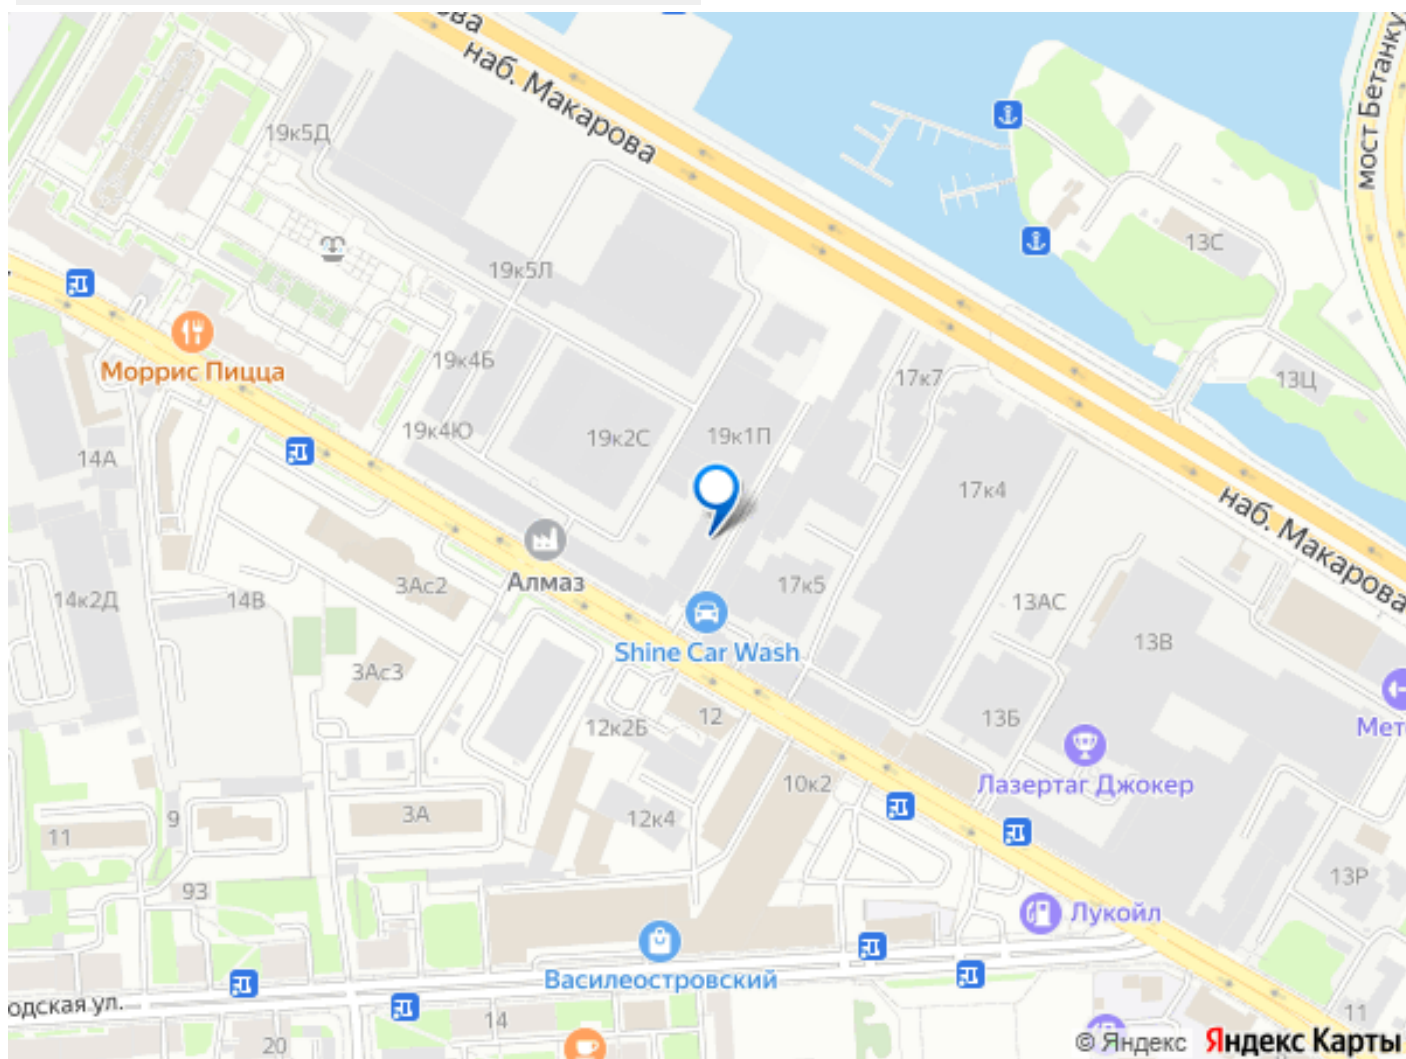 ова
наб. Макарова
мост Бетанку
19к5Д
13С
19к5Л
Моррис Пицца
19к4Б
17к7
13Ц
19к4Ю
19к2С
19к1П
14А
17к4
наб. Макарова
Алмаз
3Ас2
17к5
14к2Д
14В
13АС
13В
Shine Car Wash
3Ас3
12
12к2Б
13Б
Мет
Лазертаг Джокер
10к2
3А
12к4
9
11
93
13Р
Лукойл
Василеостровский
одская ул.
14
20
11
© Яндекс Яндекс Карты